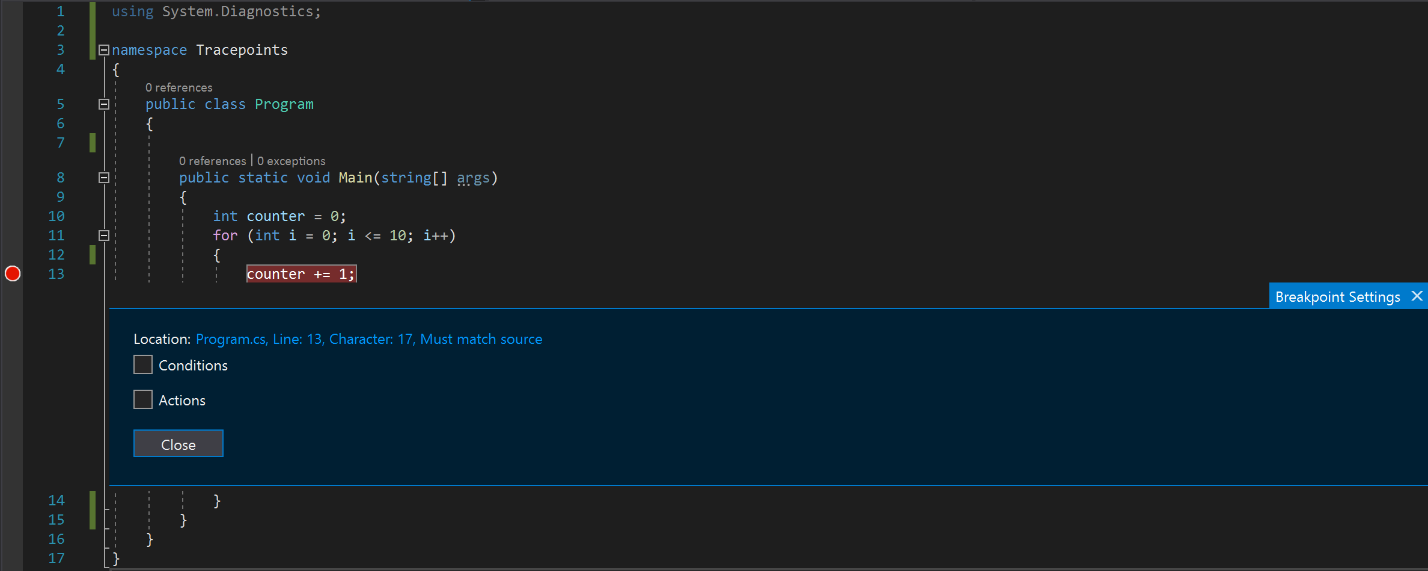 1 using System.Diagnostics;
2
3 namespace Tracepoints
4 {
0 references
5 public class Program
6 {
7
0 references | 0 exceptions
8 public static void Main(string[] args)
9 {
10 int counter = 0;
11 for (int i = 0; i <= 10; i++)
12 {
13 counter += 1;
Breakpoint Settings ✕
Location: Program.cs, Line: 13, Character: 17, Must match source
Conditions
Actions
Close
14 }
15 }
16 }
17 }